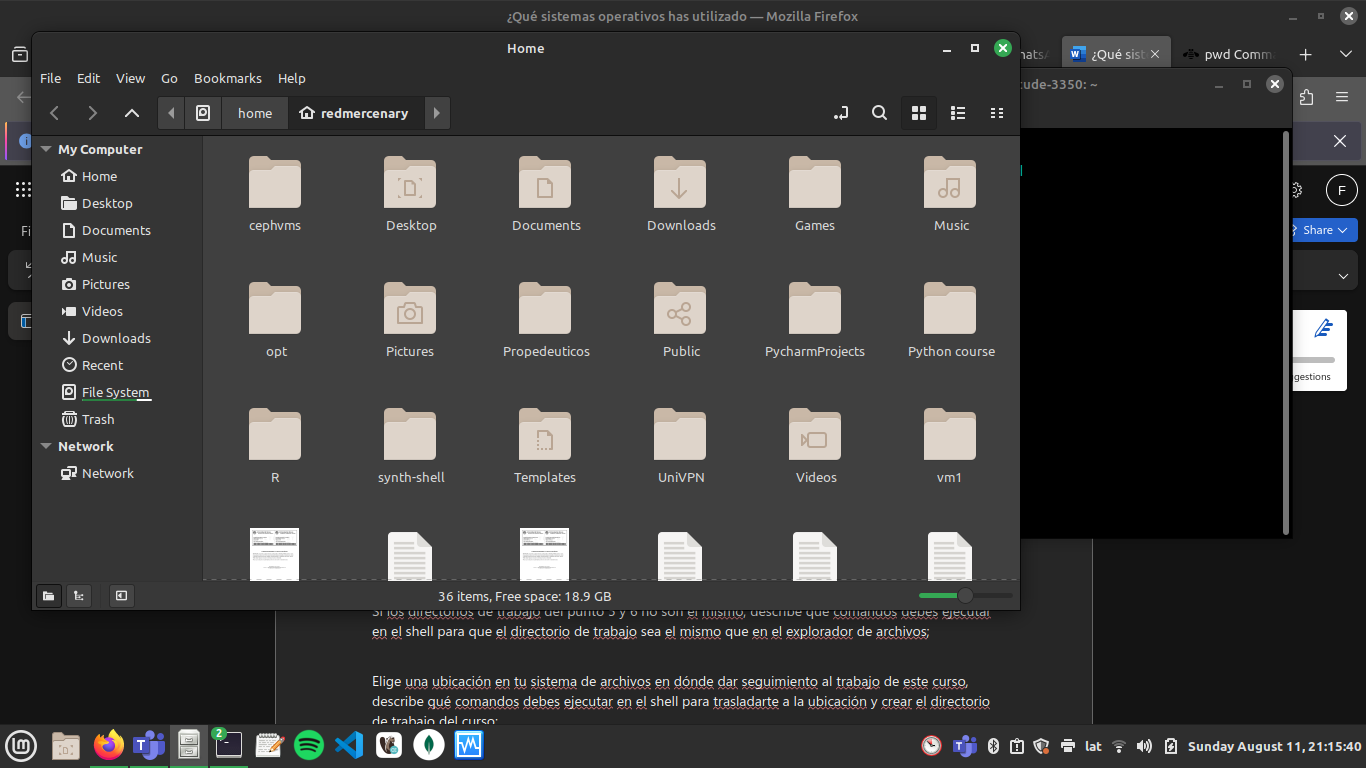 ¿Qué sistemas operativos has utilizado — Mozilla Firefox
Home
¿Qué sist
pwd Comm
tude-3350: ~
File Edit View Go Bookmarks Help
home
redmercenary
My Computer
Home
Desktop
Documents
Music
Pictures
Videos
Downloads
Recent
File System
Trash
Network
Network
cephvms
Desktop
Documents
Downloads
Games
Music
opt
Pictures
Propedeuticos
Public
PycharmProjects
Python course
R
synth-shell
Templates
UniVPN
Videos
vm1
36 items, Free space: 18.9 GB
F
Share
gestions
Si los directorios de trabajo del punto 5 y 6 no son el mismo, describe qué comandos debes ejecutar
en el shell para que el directorio de trabajo sea el mismo que en el explorador de archivos;
Elige una ubicación en tu sistema de archivos en dónde dar seguimiento al trabajo de este curso,
describe qué comandos debes ejecutar en el shell para trasladarte a la ubicación y crear el directorio
de trabajo del curso;
2
lat
Sunday August 11, 21:15:40